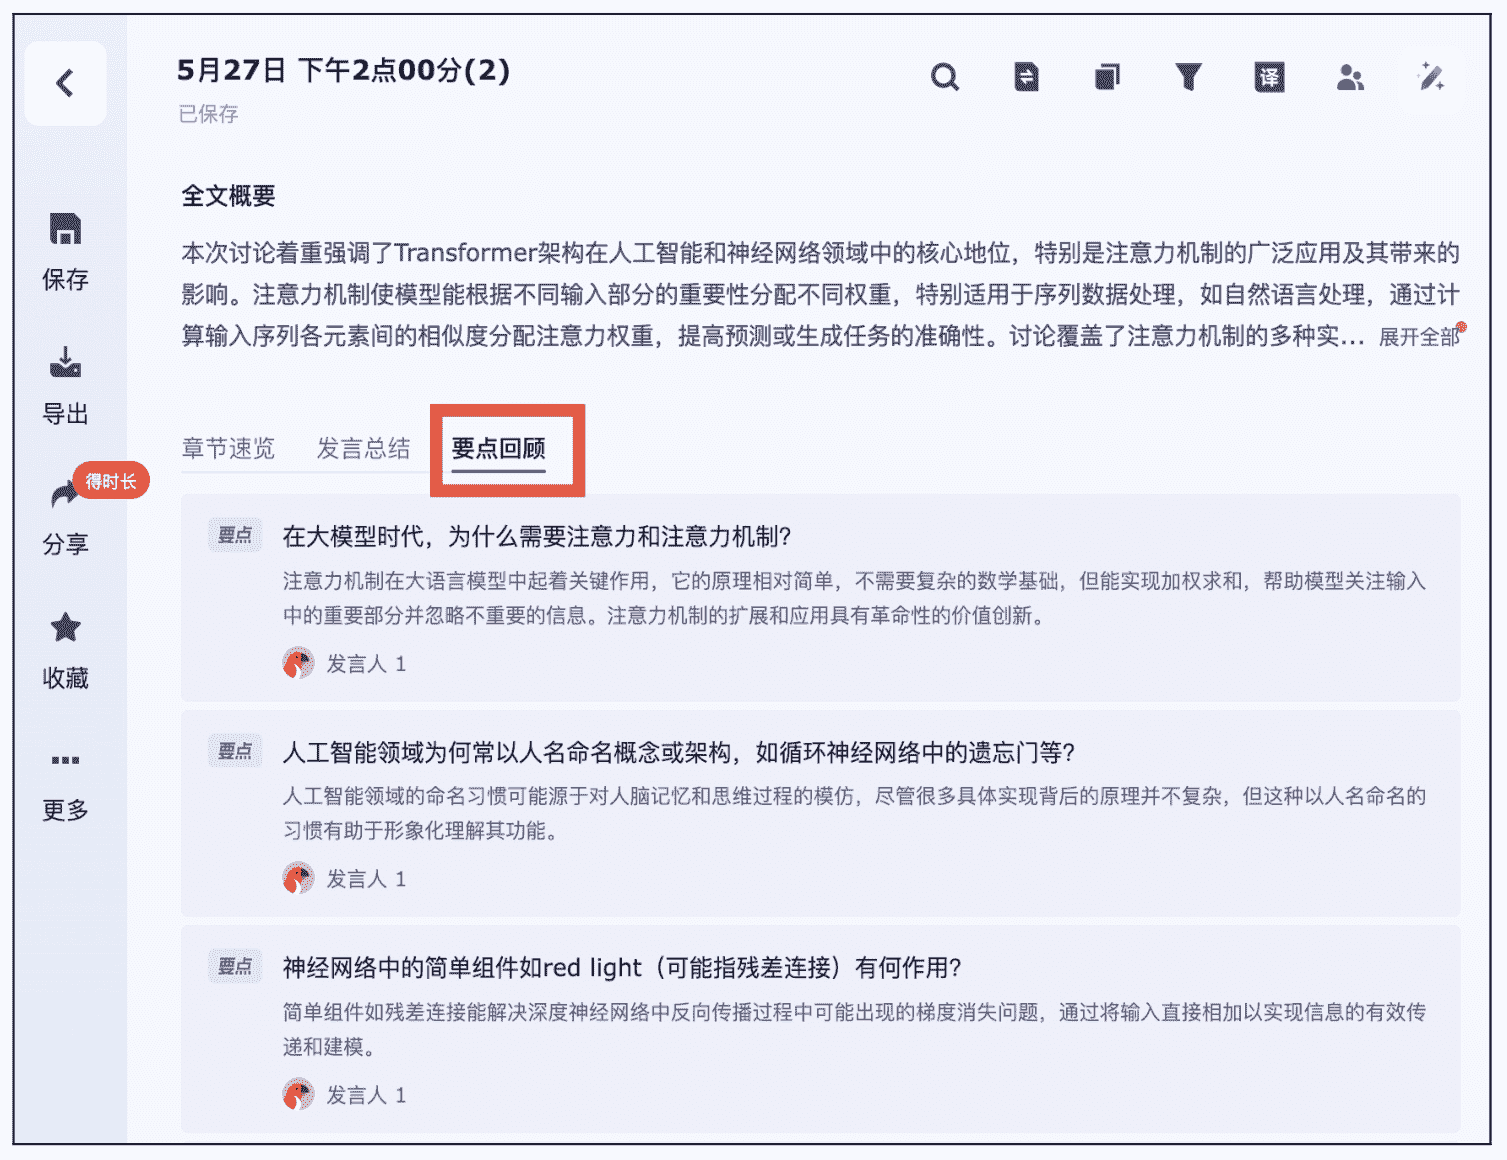 5月27日 下午2点00分(2)
已保存
译
保存
导出
得时长
分享
收藏
更多
全文概要
本次讨论着重强调了Transformer架构在人工智能和神经网络领域中的核心地位，特别是注意力机制的广泛应用及其带来的
影响。注意力机制使模型能根据不同输入部分的重要性分配不同权重，特别适用于序列数据处理，如自然语言处理，通过计
算输入序列各元素间的相似度分配注意力权重，提高预测或生成任务的准确性。讨论覆盖了注意力机制的多种实... 展开全部
章节速览 发言总结 要点回顾
要点 在大模型时代，为什么需要注意力和注意力机制?
注意力机制在大语言模型中起着关键作用，它的原理相对简单，不需要复杂的数学基础，但能实现加权求和，帮助模型关注输入
中的重要部分并忽略不重要的信息。注意力机制的扩展和应用具有革命性的价值创新。
发言人 1
要点 人工智能领域为何常以人名命名概念或架构，如循环神经网络中的遗忘门等?
人工智能领域的命名习惯可能源于对人脑记忆和思维过程的模仿，尽管很多具体实现背后的原理并不复杂，但这种以人名命名的
习惯有助于形象化理解其功能。
发言人 1
要点 神经网络中的简单组件如red light（可能指残差连接）有何作用?
简单组件如残差连接能解决深度神经网络中反向传播过程中可能出现的梯度消失问题，通过将输入直接相加以实现信息的有效传
递和建模。
发言人 1